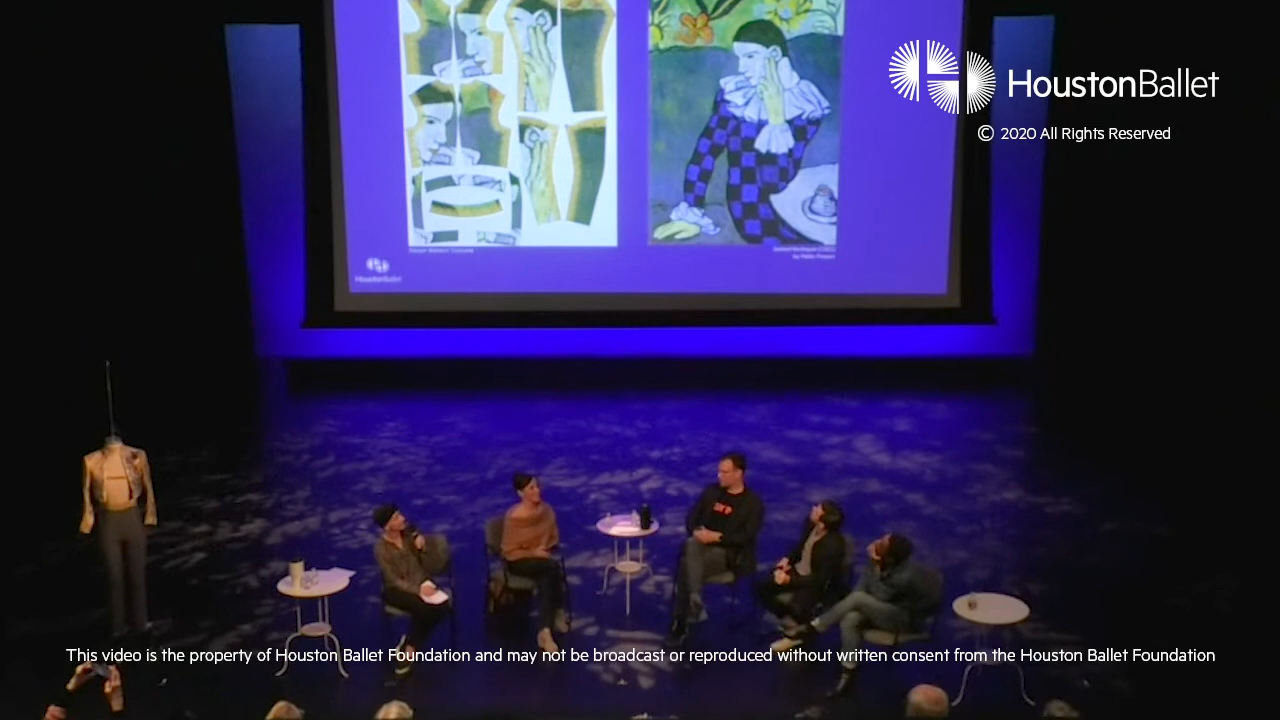 HoustonBallet
© 2020 All Rights Reserved
HoustonBallet
This video is the property of Houston Ballet Foundation and may not be broadcast or reproduced without written consent from the Houston Ballet Foundation